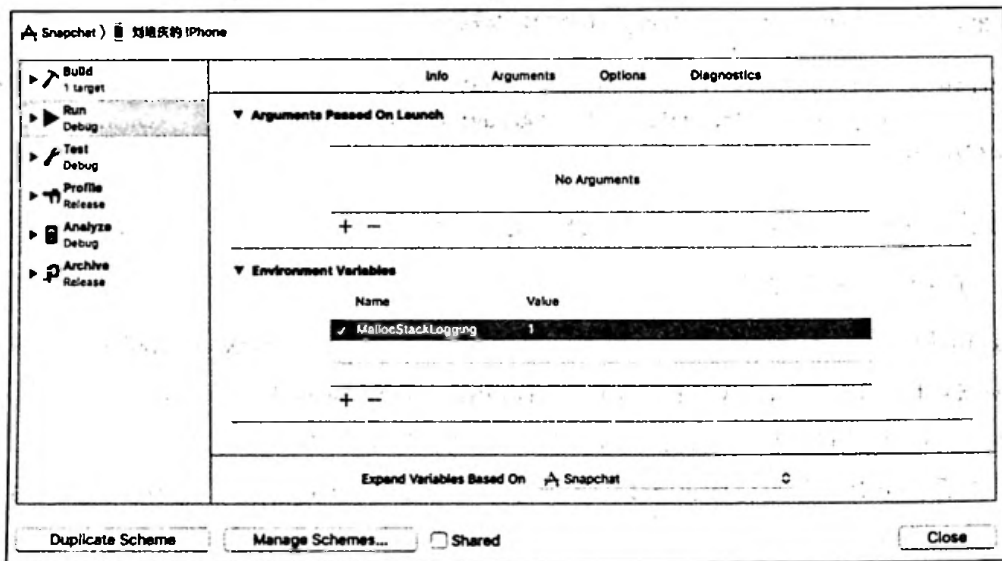 Snapchat 〉 刘培庆的 iPhone
Build
1 target
Run
Debug
Test
Debug
Profile
Release
Analyze
Debug
Archive
Release
Info Arguments Options Diagnostics
▼ Arguments Passed On Launch
No Arguments
+ −
▼ Environment Variables
Name Value
✓ MallocStackLogging 1
+ −
Expand Variables Based On Snapchat
Duplicate Scheme Manage Schemes... Shared Close